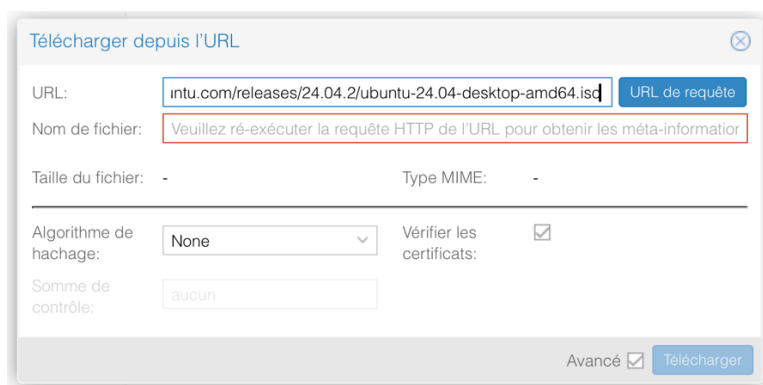 Télécharger depuis l'URL
URL: ntu.com/releases/24.04.2/ubuntu-24.04-desktop-amd64.iso URL de requête
Nom de fichier: Veuillez ré-exécuter la requête HTTP de l'URL pour obtenir les méta-information
Taille du fichier: - Type MIME: -
Algorithme de hachage: None Vérifier les certificats:
Somme de contrôle: aucun
Avancé Télécharger